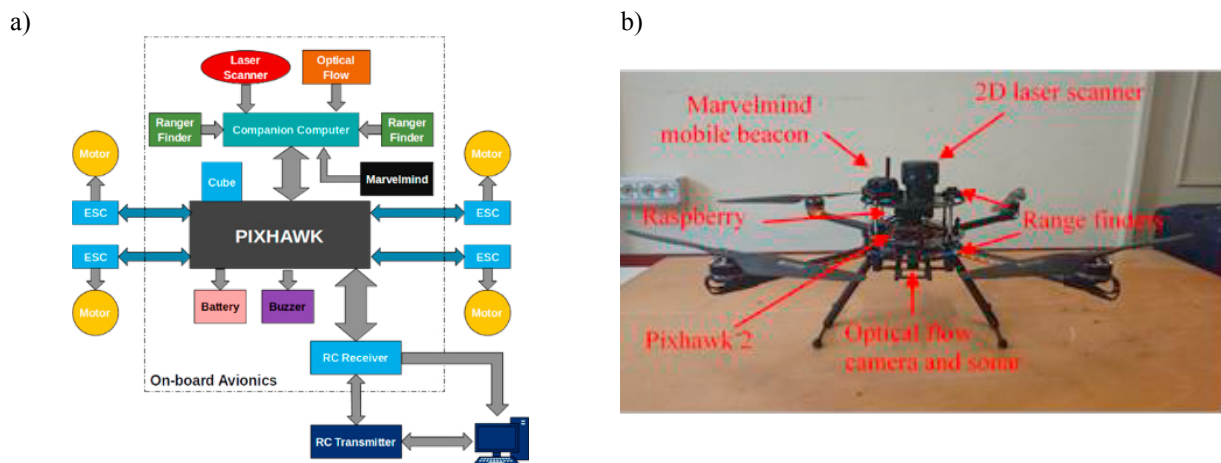 a)
Laser
Scanner
Optical
Flow
Ranger
Finder
Companion Computer
Ranger
Finder
Motor
Motor
Cube
Marvelmind
ESC
ESC
PIXHAWK
ESC
ESC
Motor
Battery
Buzzer
Motor
RC Receiver
On-board Avionics
RC Transmitter
b)
2D laser scanner
Marvelmind
mobile beacon
Raspberry
Range finders
Pixhawk 2
Optical flow
camera and sonar